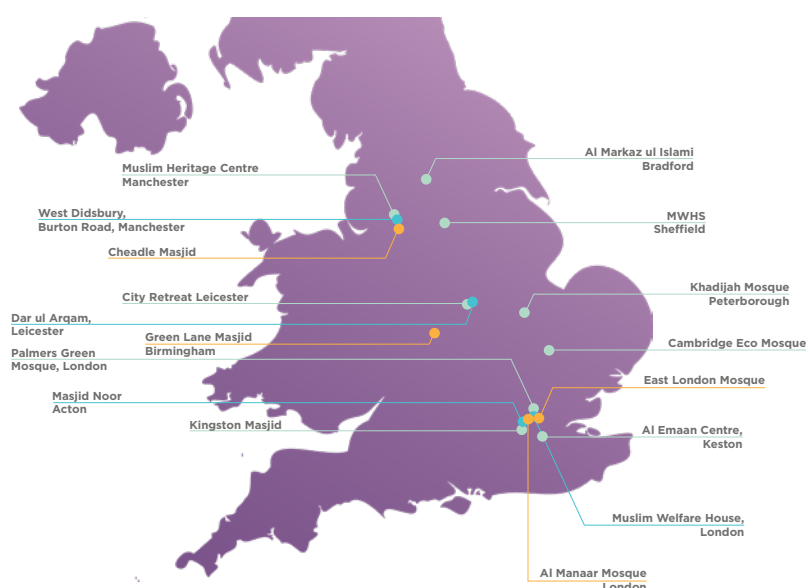 Muslim Heritage Centre
Manchester
West Didsbury,
Burton Road, Manchester
Cheadle Masjid
City Retreat Leicester
Dar ul Arqam,
Leicester
Green Lane Masjid
Birmingham
Palmers Green
Mosque, London
Masjid Noor
Acton
Kingston Masjid
Al Markaz ul Islami
Bradford
MWHS
Sheffield
Khadijah Mosque
Peterborough
Cambridge Eco Mosque
East London Mosque
Al Emaan Centre,
Keston
Muslim Welfare House,
London
Al Manaar Mosque
London